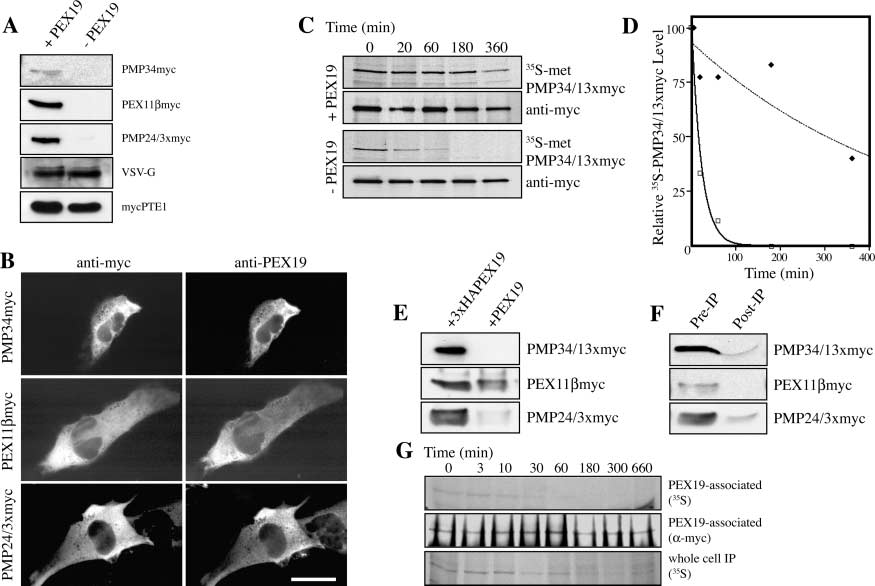 A
+ PEX19
- PEX19
PMP34myc
PEX11βmyc
PMP24/3xmyc
VSV-G
mycPTE1
B
anti-myc
anti-PEX19
PMP34myc
PEX11βmyc
PMP24/3xmyc
C
Time (min)
0 20 60 180 360
+ PEX19
35S-met
PMP34/13xmyc
anti-myc
- PEX19
35S-met
PMP34/13xmyc
anti-myc
D
Relative 35S-PMP34/13xmyc Level
100
75
50
25
0
0 100 200 300 400
Time (min)
E
+3xHAPEX19
+PEX19
PMP34/13xmyc
PEX11βmyc
PMP24/3xmyc
F
Pre-IP
Post-IP
PMP34/13xmyc
PEX11βmyc
PMP24/3xmyc
G
Time (min)
0 3 10 30 60 180 300 660
PEX19-associated
(35S)
PEX19-associated
(α-myc)
whole cell IP
(35S)